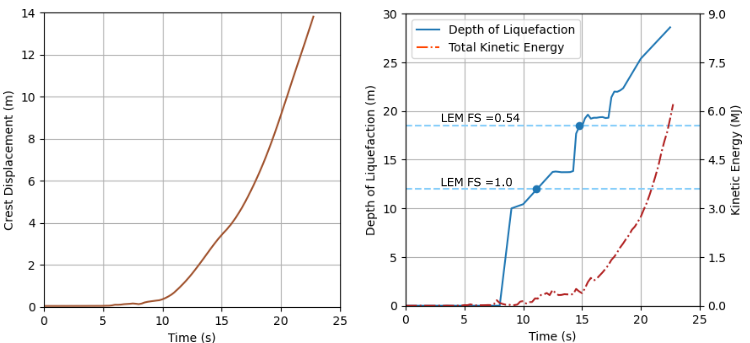 14
12
10
8
6
4
2
0
Crest Displacement (m)
0 5 10 15 20 25
Time (s)
30
25
20
15
10
5
0
Depth of Liquefaction (m)
Depth of Liquefaction
Total Kinetic Energy
LEM FS =0.54
LEM FS =1.0
9.0
7.5
6.0
4.5
3.0
1.5
0.0
Kinetic Energy (MJ)
0 5 10 15 20 25
Time (s)